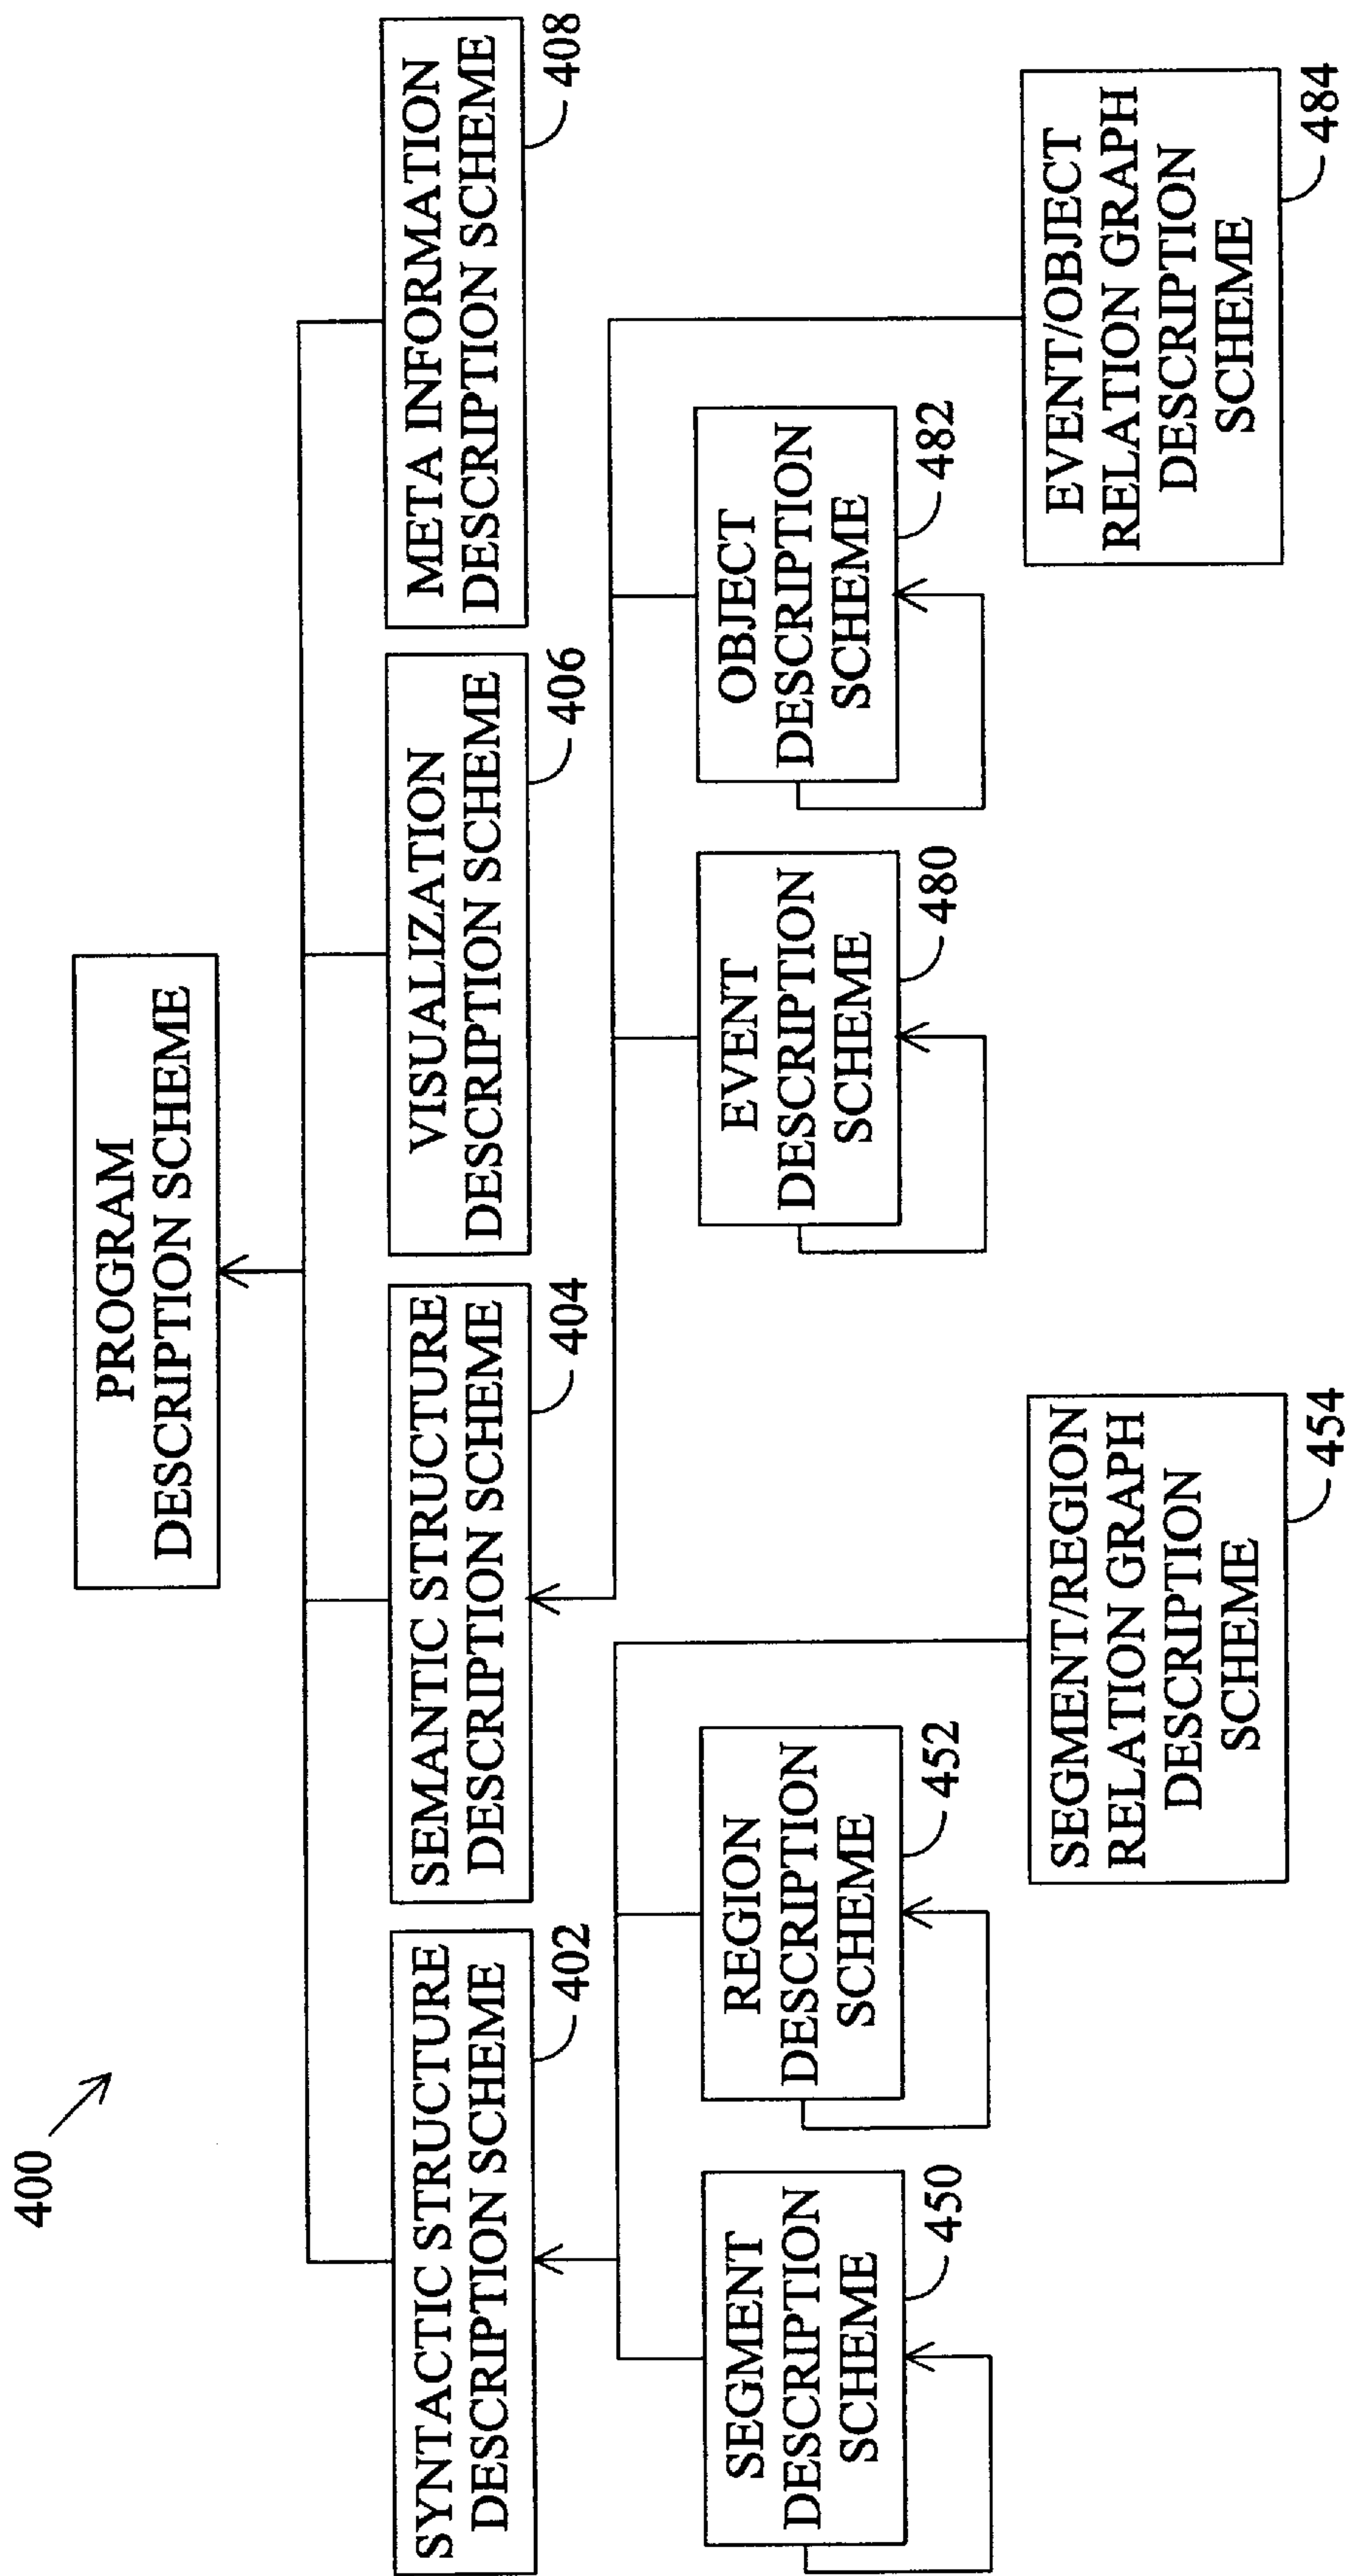 400
PROGRAM
DESCRIPTION SCHEME
SYNTACTIC STRUCTURE
DESCRIPTION SCHEME
402
SEMANTIC STRUCTURE
DESCRIPTION SCHEME
404
VISUALIZATION
DESCRIPTION SCHEME
406
META INFORMATION
DESCRIPTION SCHEME
408
SEGMENT
DESCRIPTION
SCHEME
450
REGION
DESCRIPTION
SCHEME
452
EVENT
DESCRIPTION
SCHEME
480
OBJECT
DESCRIPTION
SCHEME
482
SEGMENT/REGION
RELATION GRAPH
DESCRIPTION
SCHEME
454
EVENT/OBJECT
RELATION GRAPH
DESCRIPTION
SCHEME
484